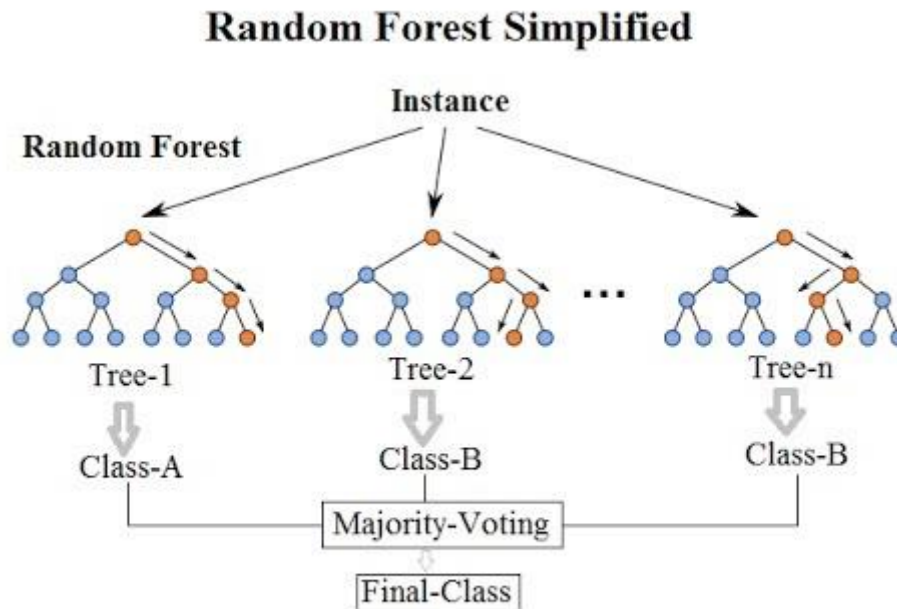 Random Forest Simplified
Instance
Random Forest
...
Tree-1
Tree-2
Tree-n
Class-A
Class-B
Class-B
Majority-Voting
Final-Class